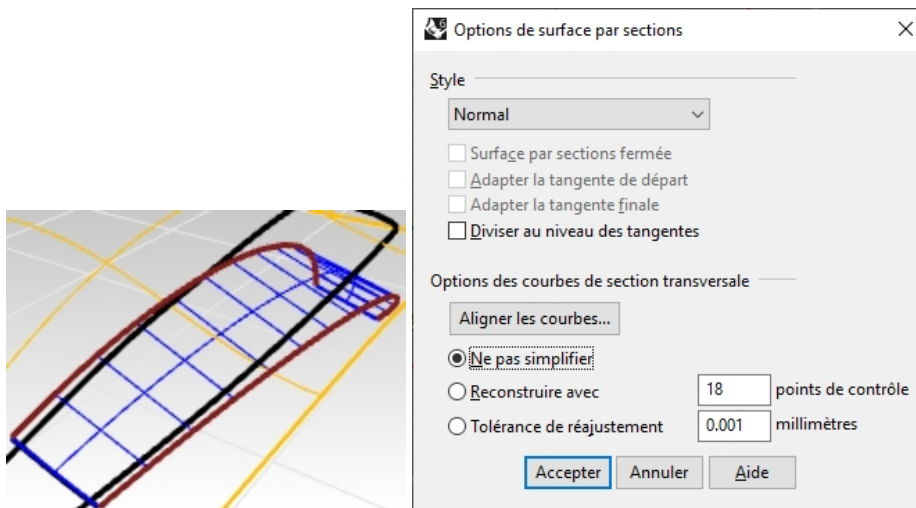 Options de surface par sections
Style
Normal
Surface par sections fermée
Adapter la tangente de départ
Adapter la tangente finale
Diviser au niveau des tangentes
Options des courbes de section transversale
Aligner les courbes...
Ne pas simplifier
Reconstruire avec 18 points de contrôle
Tolérance de réajustement 0.001 millimètres
Accepter Annuler Aide